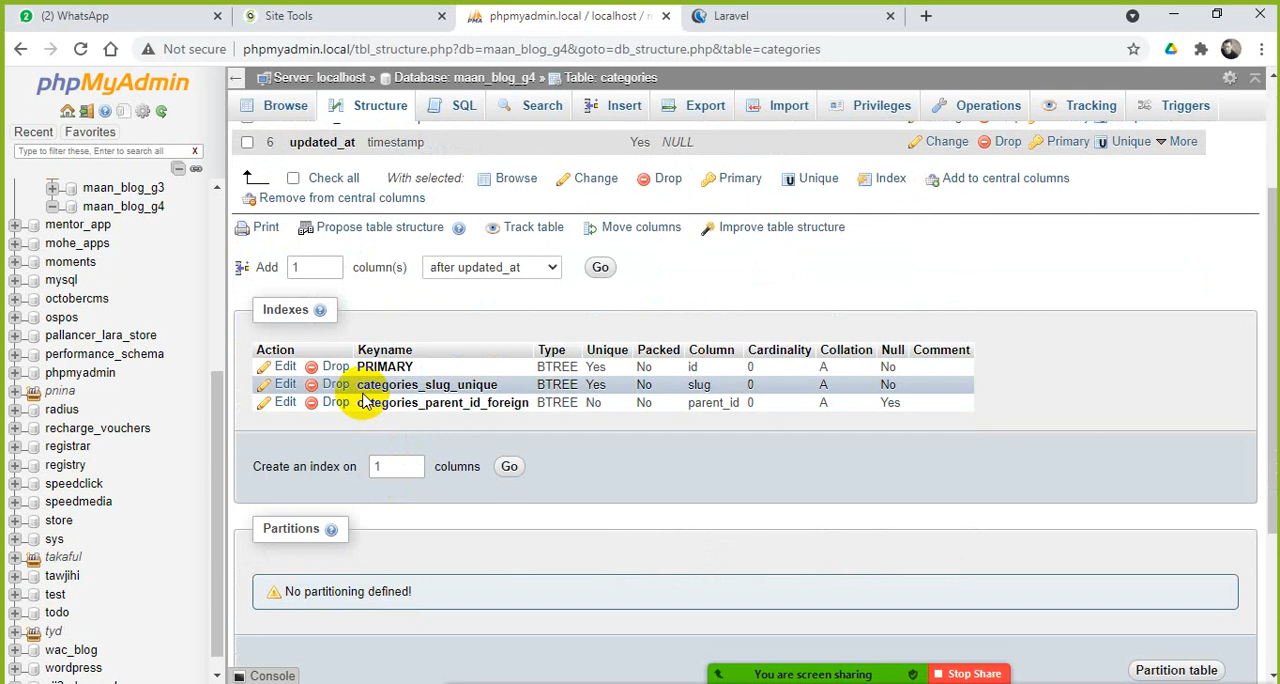 (2) WhatsApp
Site Tools
phpmyadmin.local / localhost / m
Laravel
Not secure phpmyadmin.local/tbl_structure.php?db=maan_blog_g4&goto=db_structure.php&table=categories
phpMyAdmin
Recent Favorites
Type to filter these, Enter to search all X
maan_blog_g3
maan_blog_g4
mentor_app
mohe_apps
moments
mysql
octobercms
ospos
pallancer_lara_store
performance_schema
phpmyadmin
pnina
radius
recharge_vouchers
registrar
registry
speedclick
speedmedia
store
sys
takaful
tawjihi
test
todo
tyd
wac_blog
wordpress
Server: localhost » Database: maan_blog_g4 » Table: categories
Browse Structure SQL Search Insert Export Import Privileges Operations Tracking Triggers
6 updated_at timestamp Yes NULL Change Drop Primary Unique More
Check all With selected: Browse Change Drop Primary Unique Index Add to central columns
Remove from central columns
Print Propose table structure Track table Move columns Improve table structure
Add 1 column(s) after updated_at Go
Indexes
Action Keyname Type Unique Packed Column Cardinality Collation Null Comment
Edit Drop PRIMARY BTREE Yes No id 0 A No
Edit Drop categories_slug_unique BTREE Yes No slug 0 A No
Edit Drop categories_parent_id_foreign BTREE No No parent_id 0 A Yes
Create an index on 1 columns Go
Partitions
No partitioning defined!
Partition table
Console
You are screen sharing Stop Share